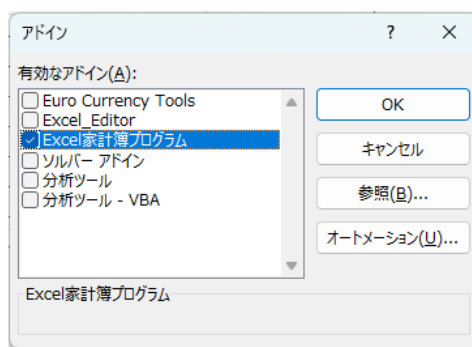 アドイン
有効なアドイン(A):
Euro Currency Tools
Excel_Editor
Excel家計簿プログラム
ソルバー アドイン
分析ツール
分析ツール - VBA
OK
キャンセル
参照(B)...
オートメーション(U)...
Excel家計簿プログラム